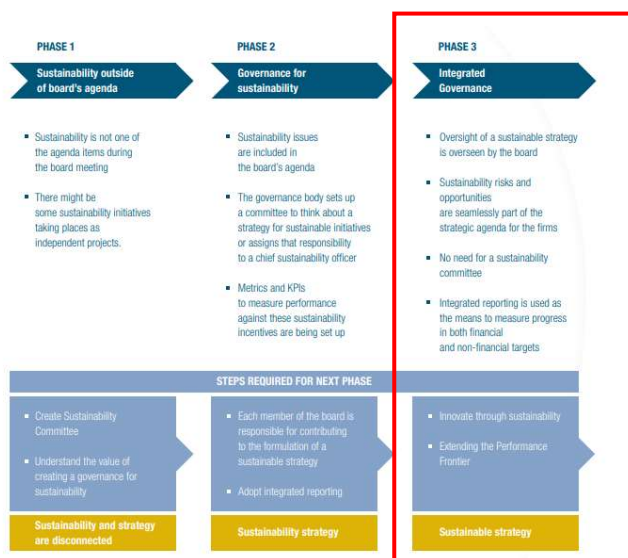 PHASE 1
Sustainability outside
of board's agenda
▪ Sustainability is not one of
the agenda items during
the board meeting
▪ There might be
some sustainability initiatives
taking places as
independent projects.
PHASE 2
Governance for
sustainability
▪ Sustainability issues
are included in
the board's agenda
▪ The governance body sets up
a committee to think about a
strategy for sustainable initiatives
or assigns that responsibility
to a chief sustainability officer
▪ Metrics and KPIs
to measure performance
against these sustainability
incentives are being set up
PHASE 3
Integrated
Governance
▪ Oversight of a sustainable strategy
is overseen by the board
▪ Sustainability risks and
opportunities
are seamlessly part of the
strategic agenda for the firms
▪ No need for a sustainability
committee
▪ Integrated reporting is used as
the means to measure progress
in both financial
and non-financial targets
STEPS REQUIRED FOR NEXT PHASE
▪ Create Sustainability
Committee
▪ Understand the value of
creating a governance for
sustainability
▪ Each member of the board is
responsible for contributing
to the formulation of a
sustainable strategy
▪ Adopt integrated reporting
▪ Innovate through sustainability
▪ Extending the Performance
Frontier
Sustainability and strategy
are disconnected
Sustainability strategy
Sustainable strategy